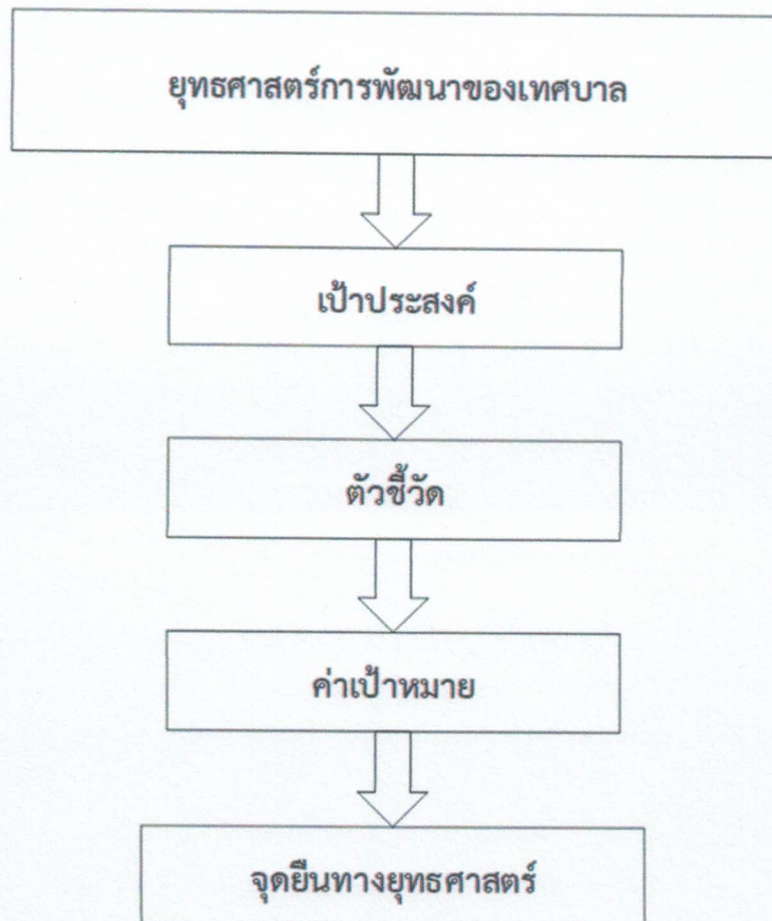 ยุทธศาสตร์การพัฒนาของเทศบาล
เป้าประสงค์
ตัวชี้วัด
ค่าเป้าหมาย
จุดยืนทางยุทธศาสตร์